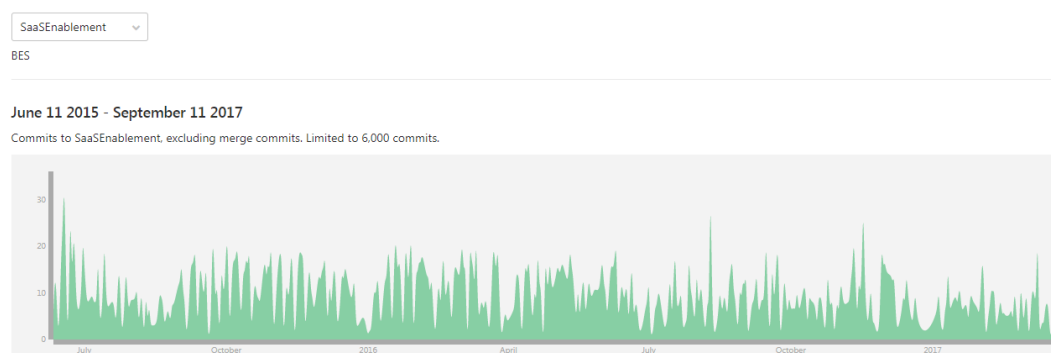 SaaSEnablement
BES
June 11 2015 - September 11 2017
Commits to SaaSEnablement, excluding merge commits. Limited to 6,000 commits.
30
20
10
0
July October 2016 April July October 2017